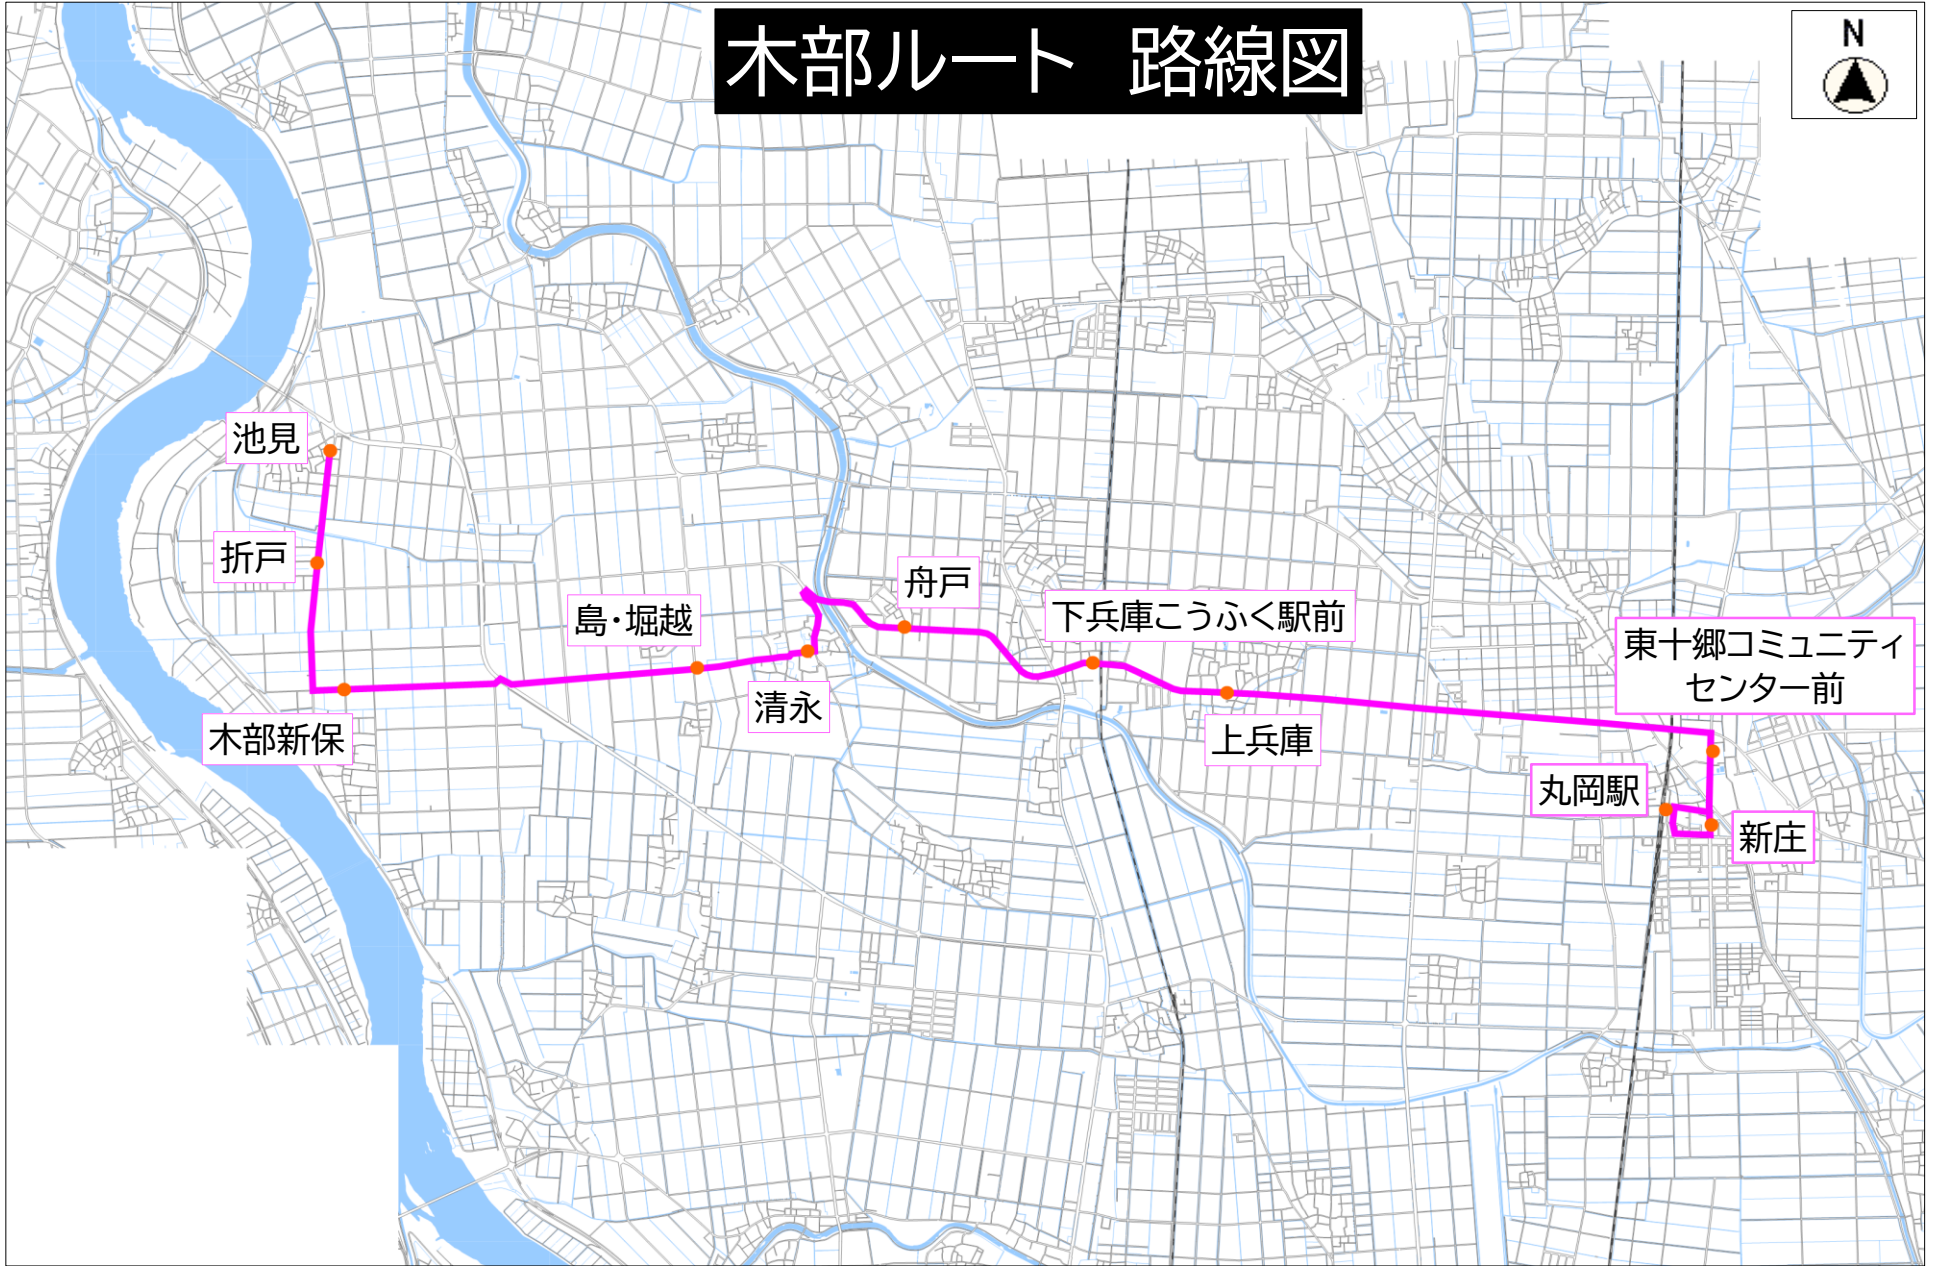 木部ルート 路線図
N
池見
折戸
舟戸
島・堀越
下兵庫こうふく駅前
東十郷コミュニティ
センター前
清永
木部新保
上兵庫
丸岡駅
新庄